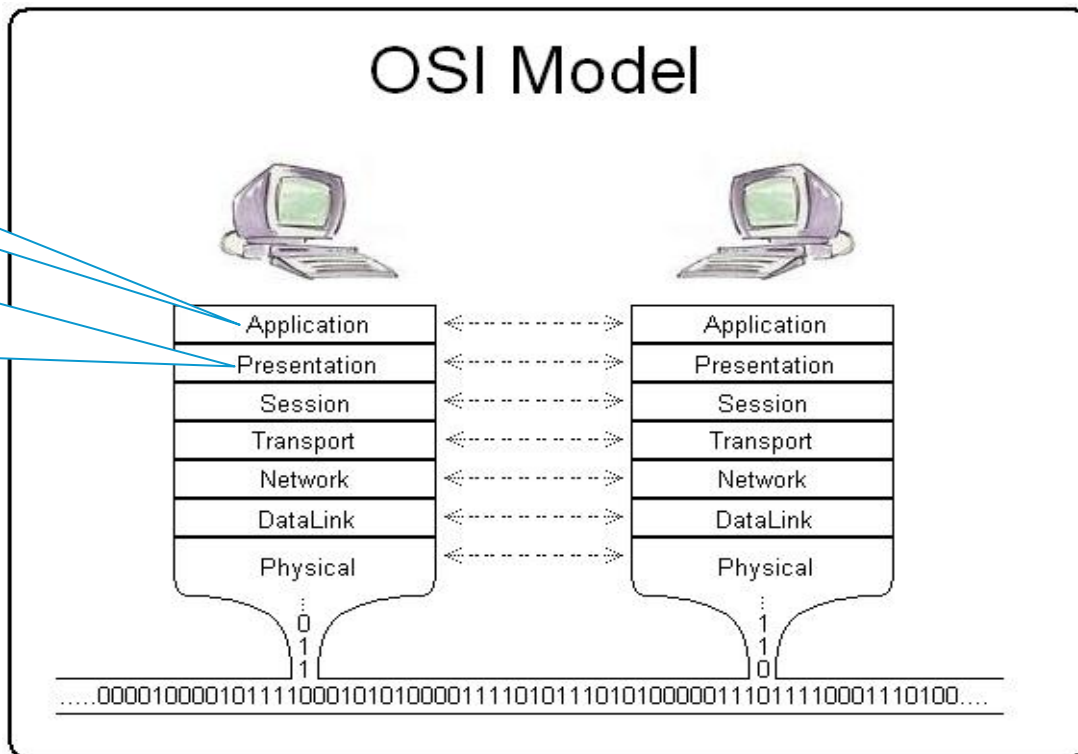 OSI Model
Application Application
Presentation Presentation
Session Session
Transport Transport
Network Network
DataLink DataLink
Physical Physical
0 1
1 1
1 0
.....0000100001011110001010100001111010111010100000111011110001110100....